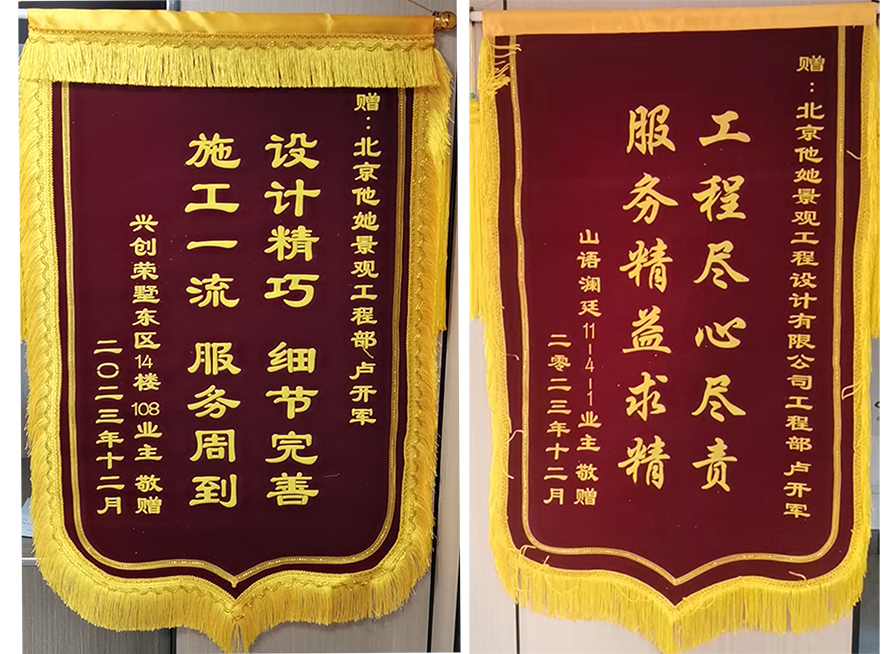 赠：北京他她景观工程部 卢开军
设计精巧 细节完善
施工一流 服务周到
兴创荣墅东区14楼108业主 敬赠
二〇二三年十二月
赠：北京他她景观工程设计有限公司工程部 卢开军
工程尽心尽责
服务精益求精
山语澜廷11-4-1业主 敬赠
二零二三年十二月